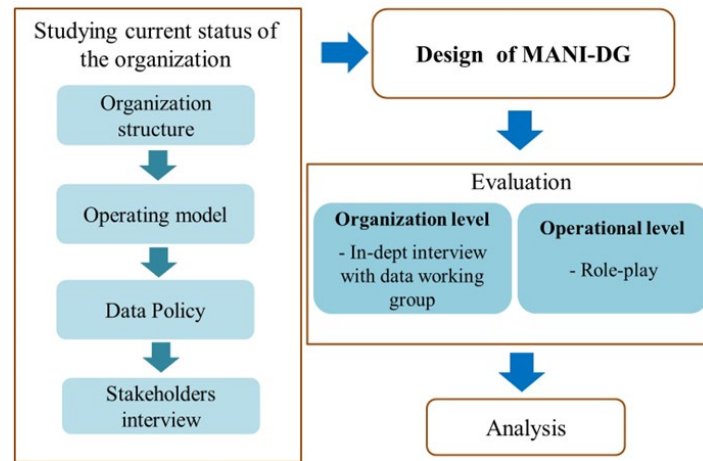 Studying current status of
the organization
Organization
structure
Operating model
Data Policy
Stakeholders
interview
Design of MANI-DG
Evaluation
Organization level
- In-dept interview
with data working
group
Operational level
- Role-play
Analysis